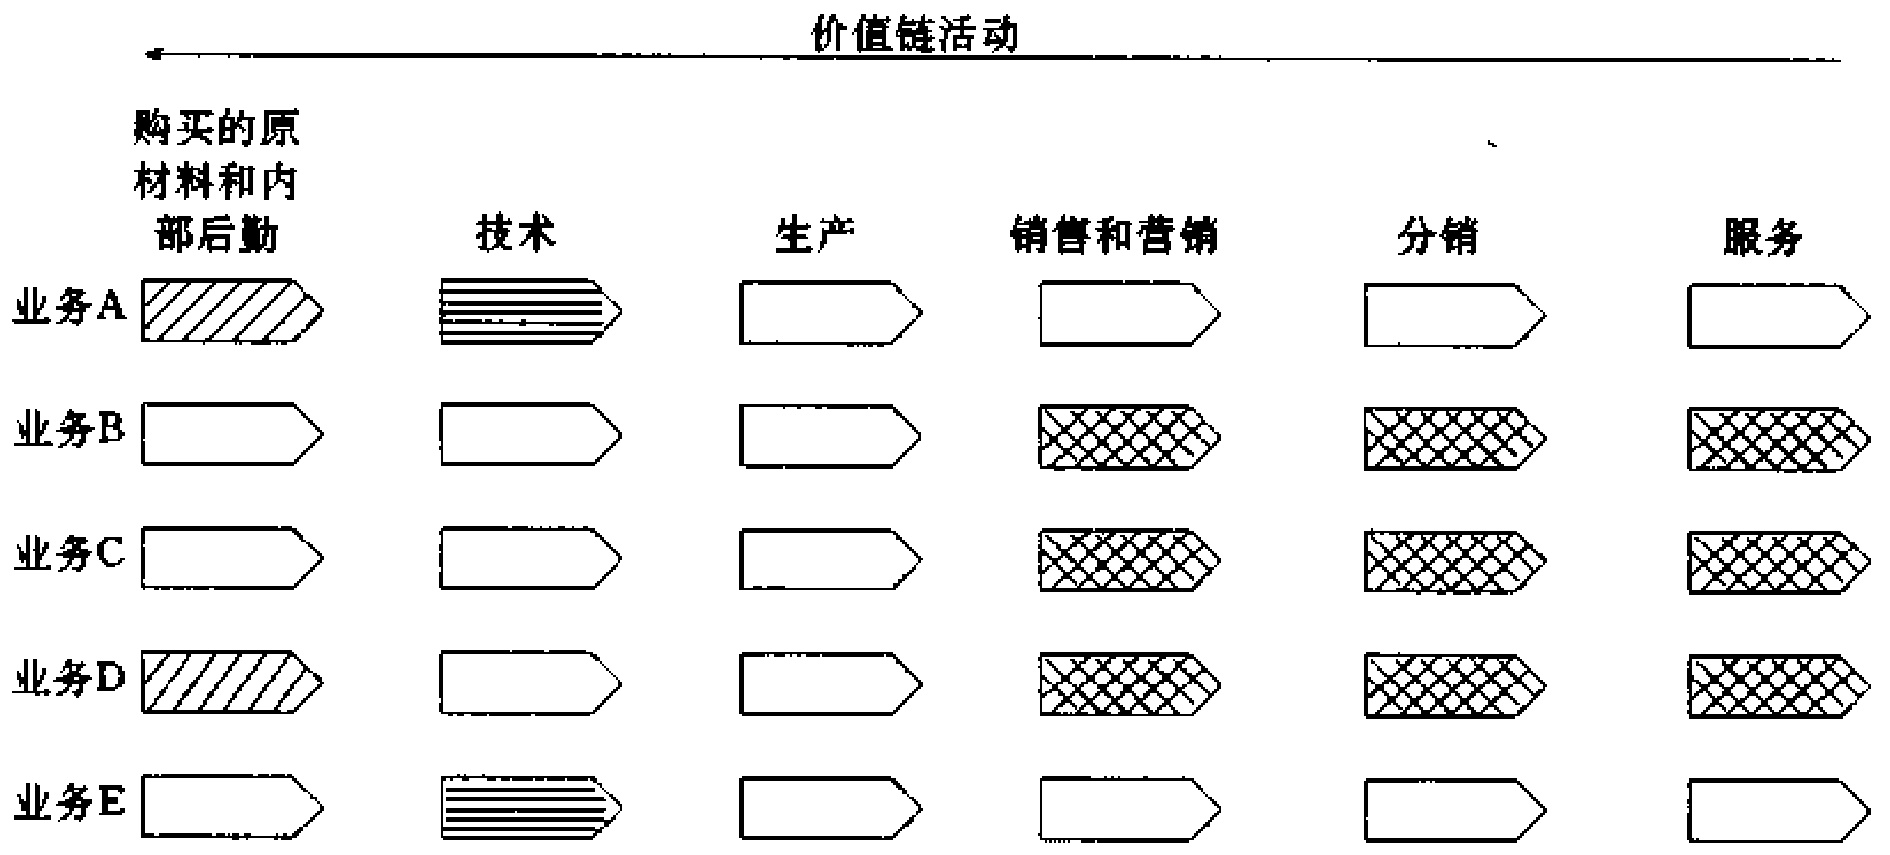 价值链活动
购买的原
材料和内
部后勤
技术
生产
销售和营销
分销
服务
业务A
业务B
业务C
业务D
业务E